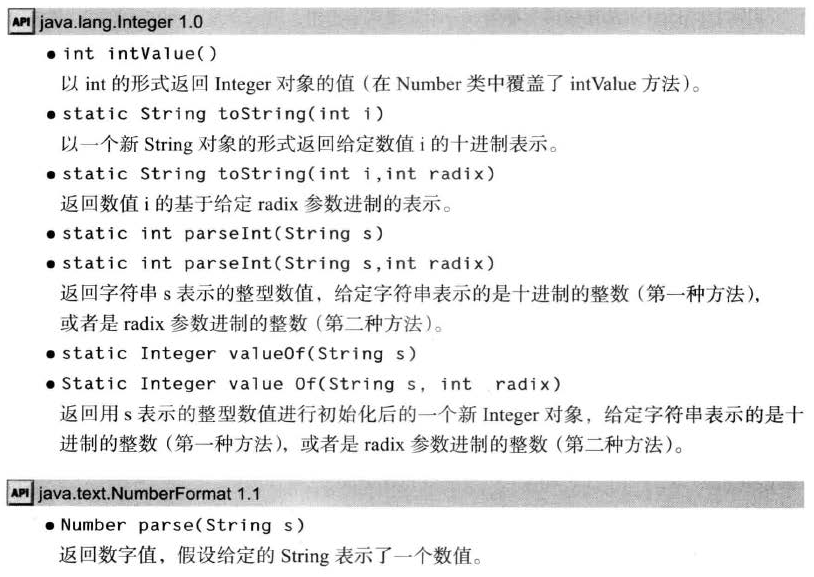 API java.lang.Integer 1.0
● int intValue()
以 int 的形式返回 Integer 对象的值（在 Number 类中覆盖了 intValue 方法）。
● static String toString(int i)
以一个新 String 对象的形式返回给定数值 i 的十进制表示。
● static String toString(int i,int radix)
返回数值 i 的基于给定 radix 参数进制的表示。
● static int parseInt(String s)
● static int parseInt(String s,int radix)
返回字符串 s 表示的整型数值，给定字符串表示的是十进制的整数（第一种方法），
或者是 radix 参数进制的整数（第二种方法）。
● static Integer valueOf(String s)
● Static Integer value Of(String s, int radix)
返回用 s 表示的整型数值进行初始化后的一个新 Integer 对象，给定字符串表示的是十
进制的整数（第一种方法），或者是 radix 参数进制的整数（第二种方法）。
API java.text.NumberFormat 1.1
● Number parse(String s)
返回数字值，假设给定的 String 表示了一个数值。